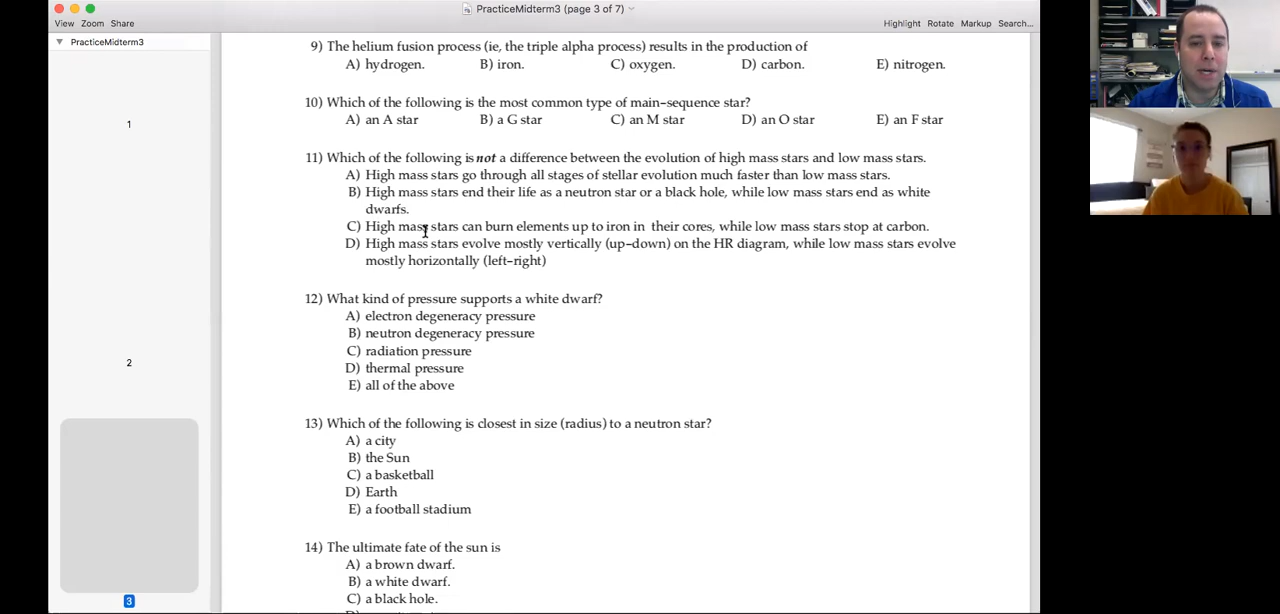 PracticeMidterm3 (page 3 of 7)
View Zoom Share
Highlight Rotate Markup Search...
PracticeMidterm3
1
2
3
9) The helium fusion process (ie, the triple alpha process) results in the production of
A) hydrogen. B) iron. C) oxygen. D) carbon. E) nitrogen.
10) Which of the following is the most common type of main-sequence star?
A) an A star B) a G star C) an M star D) an O star E) an F star
11) Which of the following is not a difference between the evolution of high mass stars and low mass stars.
A) High mass stars go through all stages of stellar evolution much faster than low mass stars.
B) High mass stars end their life as a neutron star or a black hole, while low mass stars end as white
dwarfs.
C) High mass stars can burn elements up to iron in their cores, while low mass stars stop at carbon.
D) High mass stars evolve mostly vertically (up-down) on the HR diagram, while low mass stars evolve
mostly horizontally (left-right)
12) What kind of pressure supports a white dwarf?
A) electron degeneracy pressure
B) neutron degeneracy pressure
C) radiation pressure
D) thermal pressure
E) all of the above
13) Which of the following is closest in size (radius) to a neutron star?
A) a city
B) the Sun
C) a basketball
D) Earth
E) a football stadium
14) The ultimate fate of the sun is
A) a brown dwarf.
B) a white dwarf.
C) a black hole.